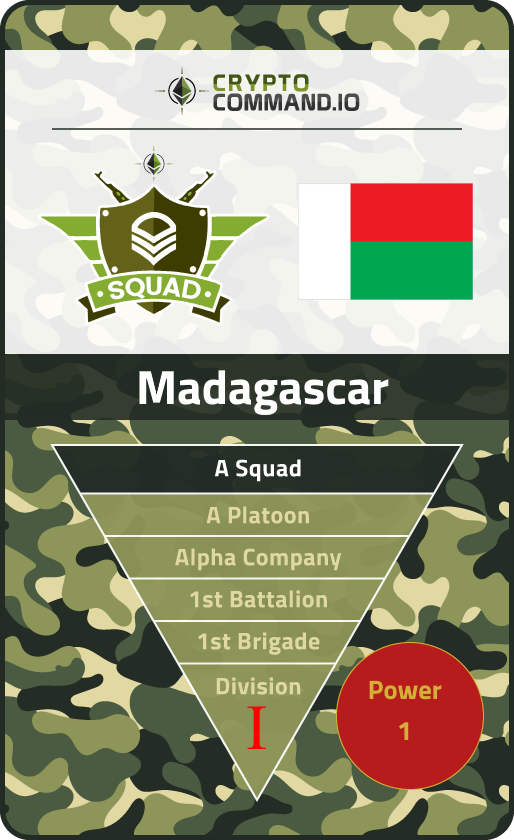 CRYPTO
COMMAND.IO
SQUAD
Madagascar
A Squad
A Platoon
Alpha Company
1st Battalion
1st Brigade
Division
I
Power
1